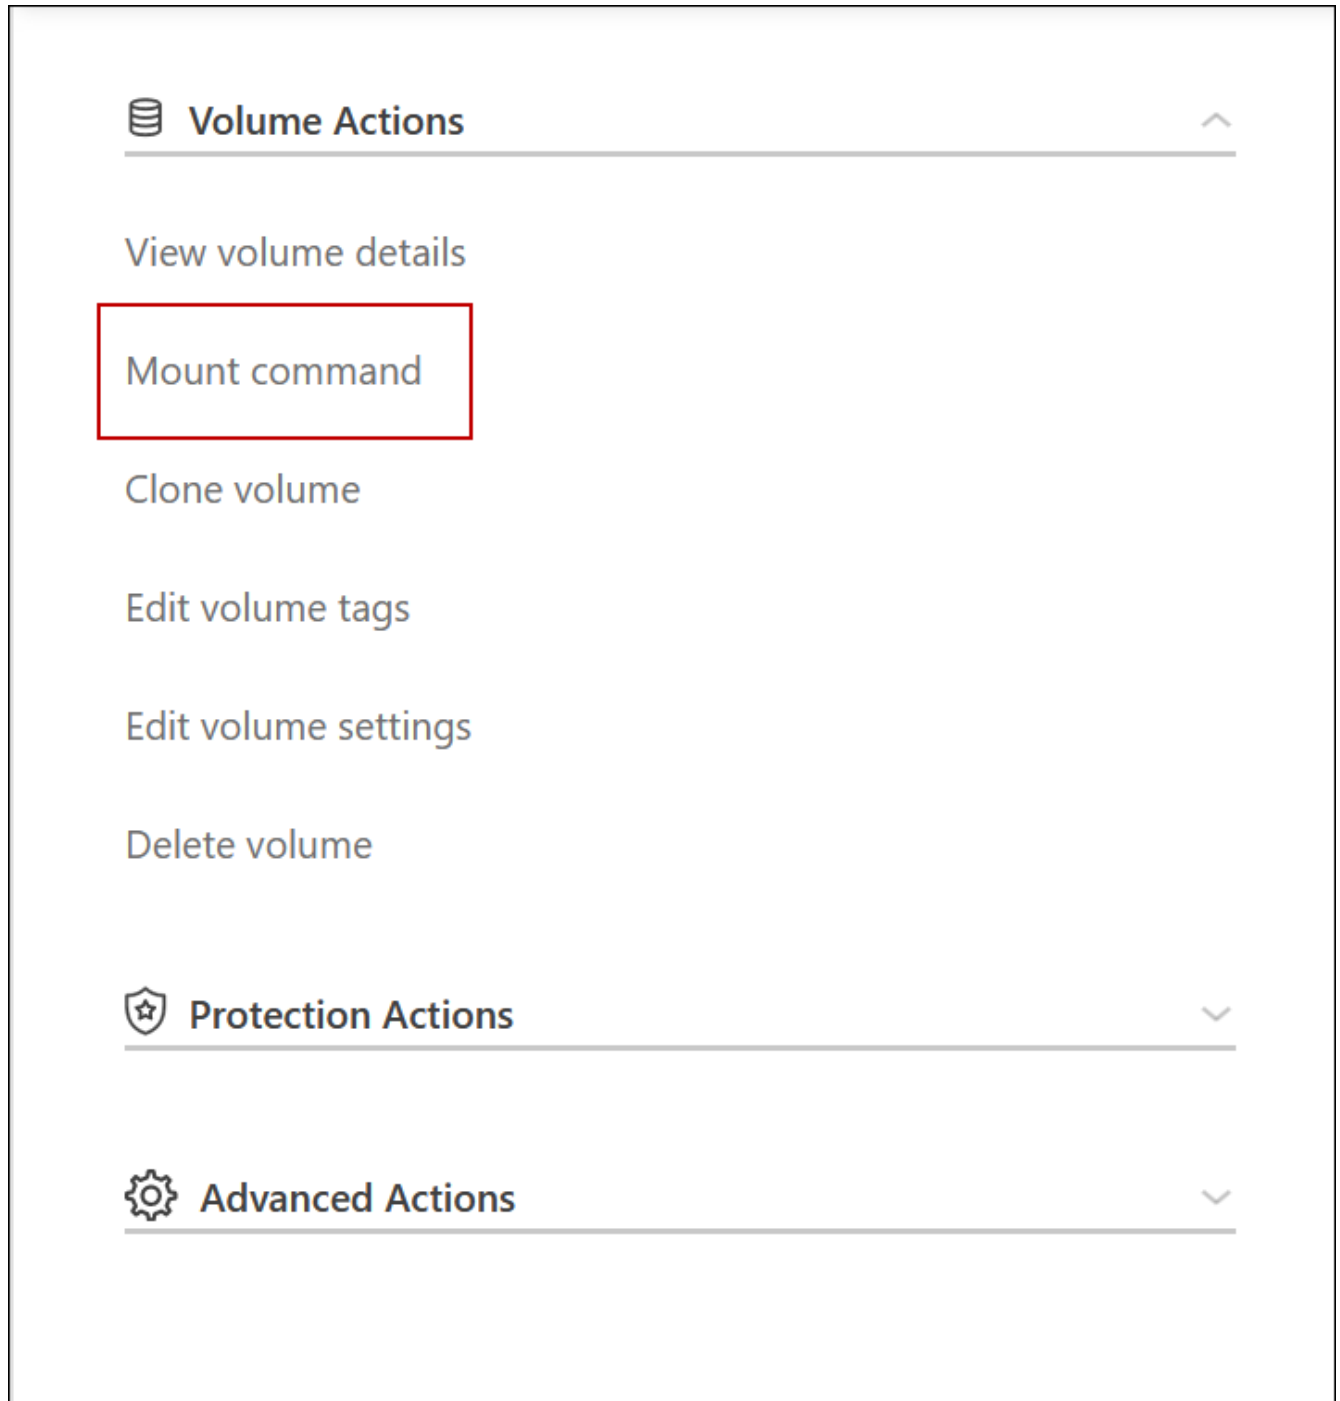 Volume Actions
View volume details
Mount command
Clone volume
Edit volume tags
Edit volume settings
Delete volume
Protection Actions
Advanced Actions